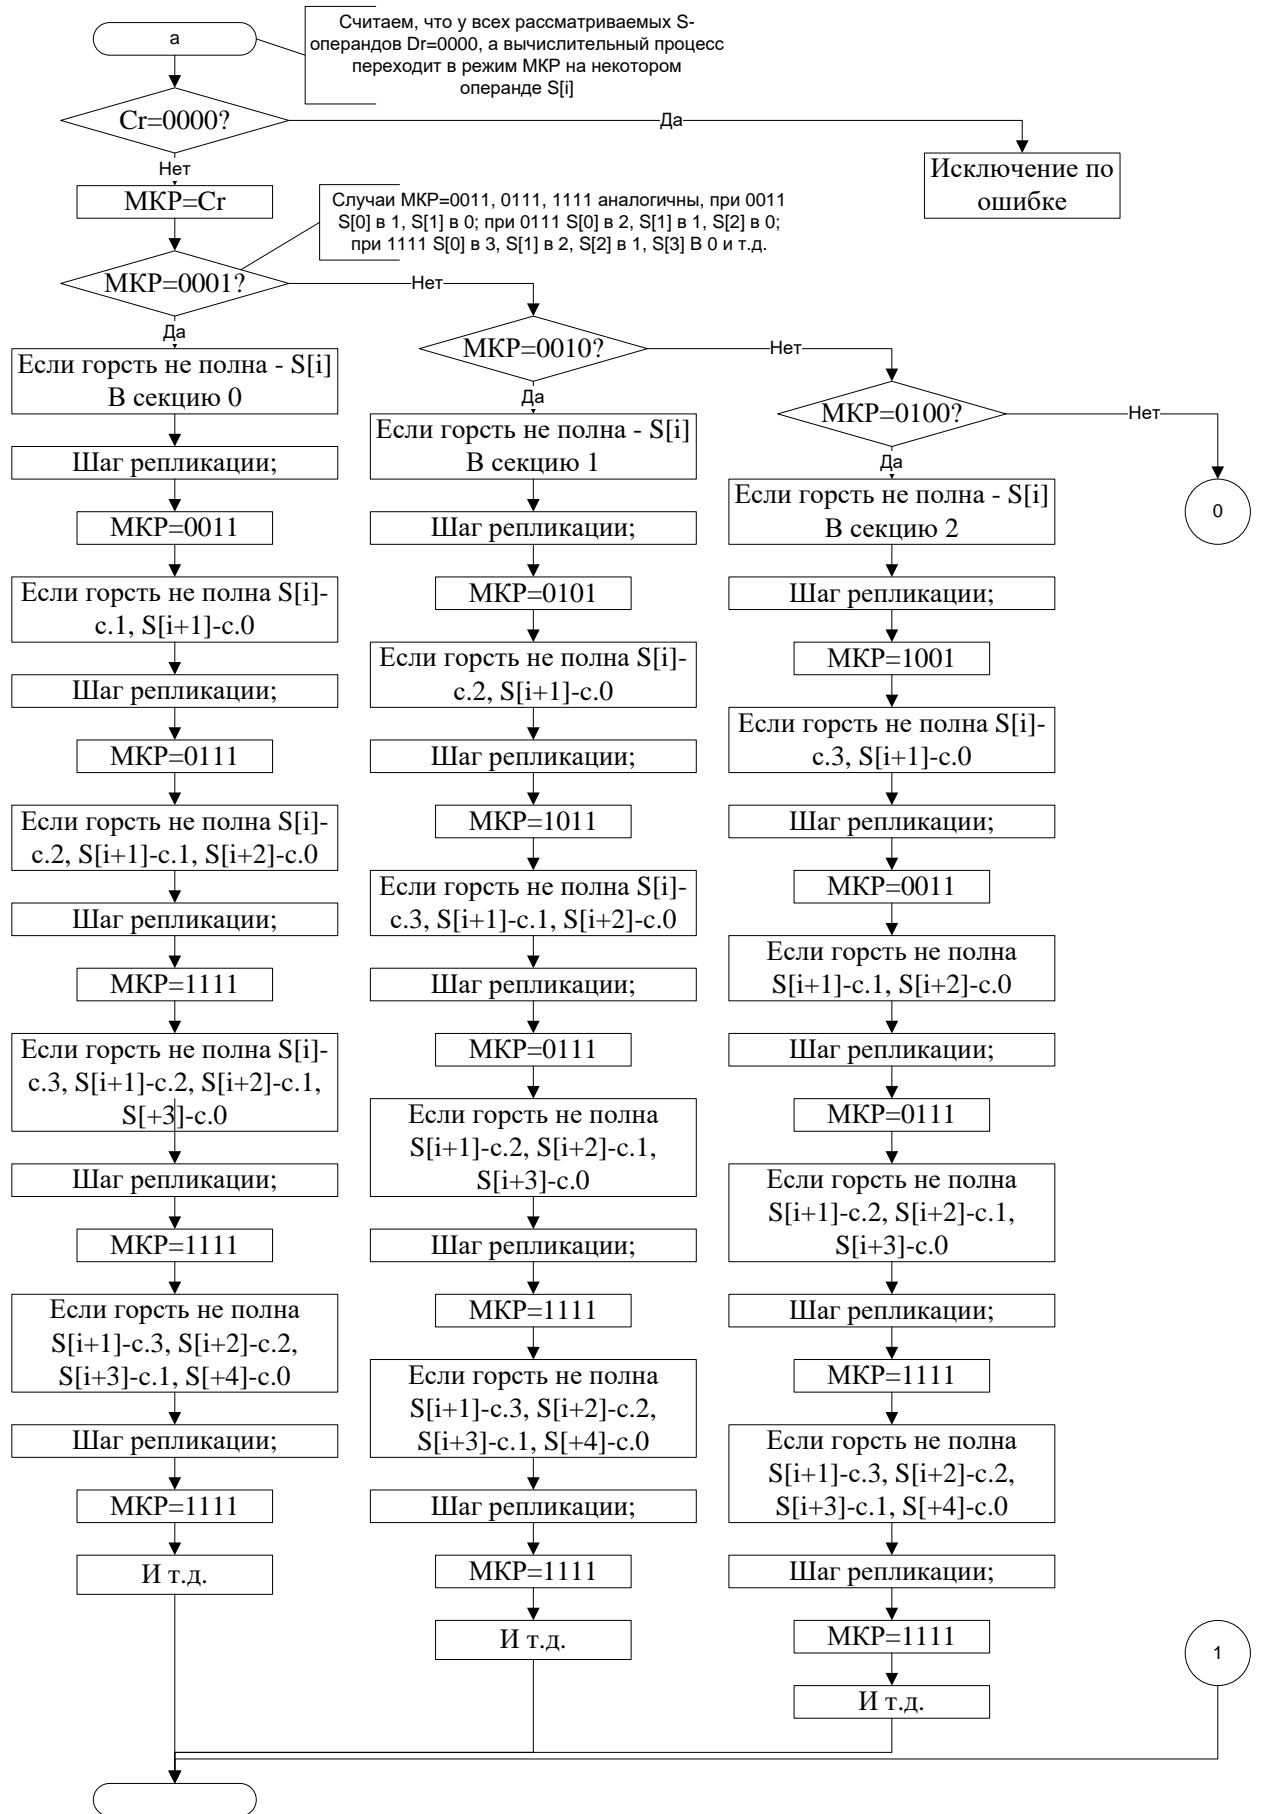 а
Считаем, что у всех рассматриваемых S-
операндов Dr=0000, а вычислительный процесс
переходит в режим МКР на некотором
операнде S[i]
Cr=0000?
Да
Исключение по
ошибке
Нет
МКР=Cr
Случаи МКР=0011, 0111, 1111 аналогичны, при 0011
S[0] в 1, S[1] в 0; при 0111 S[0] в 2, S[1] в 1, S[2] в 0;
при 1111 S[0] в 3, S[1] в 2, S[2] в 1, S[3] В 0 и т.д.
МКР=0001?
Нет
Да
Если горсть не полна - S[i]
В секцию 0
Шаг репликации;
МКР=0011
Если горсть не полна S[i]-
с.1, S[i+1]-с.0
Шаг репликации;
МКР=0111
Если горсть не полна S[i]-
с.2, S[i+1]-с.1, S[i+2]-с.0
Шаг репликации;
МКР=1111
Если горсть не полна S[i]-
с.3, S[i+1]-с.2, S[i+2]-с.1,
S[+3]-с.0
Шаг репликации;
МКР=1111
Если горсть не полна
S[i+1]-с.3, S[i+2]-с.2,
S[i+3]-с.1, S[+4]-с.0
Шаг репликации;
МКР=1111
И т.д.
МКР=0010?
Нет
Да
Если горсть не полна - S[i]
В секцию 1
Шаг репликации;
МКР=0101
Если горсть не полна S[i]-
с.2, S[i+1]-с.0
Шаг репликации;
МКР=1011
Если горсть не полна S[i]-
с.3, S[i+1]-с.1, S[i+2]-с.0
Шаг репликации;
МКР=0111
Если горсть не полна
S[i+1]-с.2, S[i+2]-с.1,
S[i+3]-с.0
Шаг репликации;
МКР=1111
Если горсть не полна
S[i+1]-с.3, S[i+2]-с.2,
S[i+3]-с.1, S[+4]-с.0
Шаг репликации;
МКР=1111
И т.д.
МКР=0100?
Нет
Да
Если горсть не полна - S[i]
В секцию 2
Шаг репликации;
МКР=1001
Если горсть не полна S[i]-
с.3, S[i+1]-с.0
Шаг репликации;
МКР=0011
Если горсть не полна
S[i+1]-с.1, S[i+2]-с.0
Шаг репликации;
МКР=0111
Если горсть не полна
S[i+1]-с.2, S[i+2]-с.1,
S[i+3]-с.0
Шаг репликации;
МКР=1111
Если горсть не полна
S[i+1]-с.3, S[i+2]-с.2,
S[i+3]-с.1, S[+4]-с.0
Шаг репликации;
МКР=1111
И т.д.
0
1